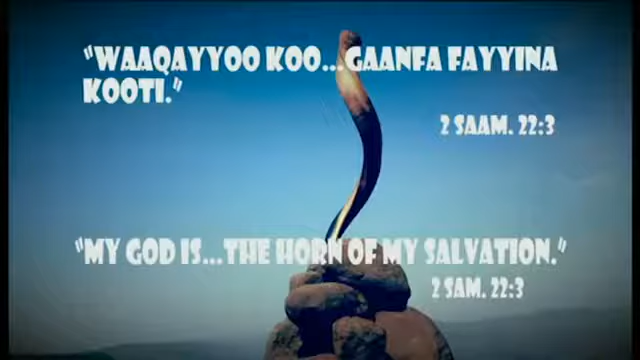 "WAAQAYYOO KOO...GAANFA FAYYINA
KOOTI."
2 SAAM. 22:3
"MY GOD IS...THE HORN OF MY SALVATION."
2 SAM. 22:3